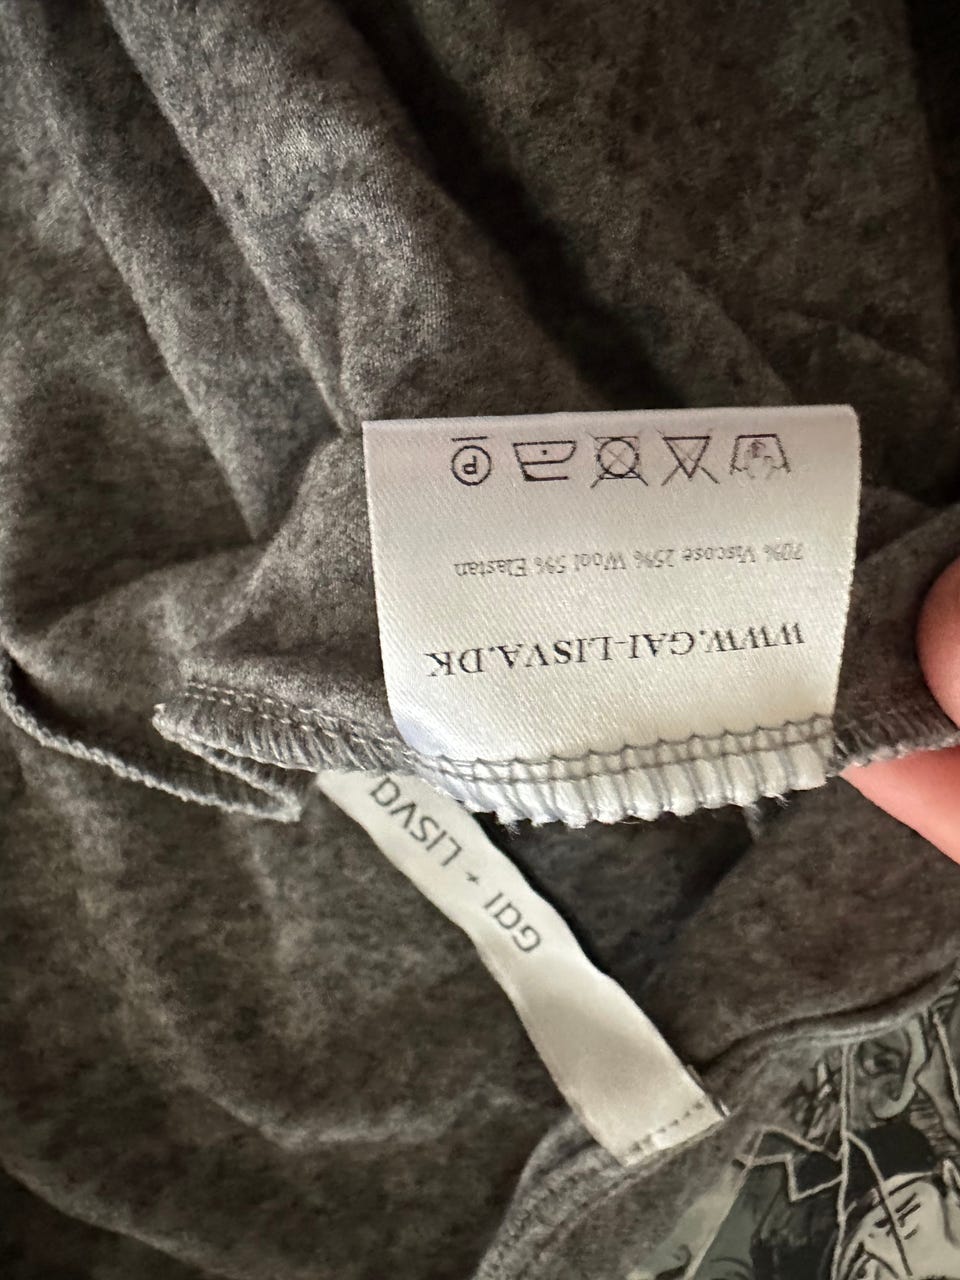 WWW.GAI-LISVA.DK
70% Viscose 25% Wool 5% Elastan
P
Gai + LISVa